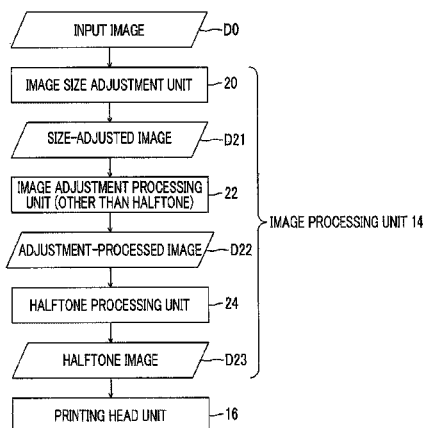 INPUT IMAGE D0
IMAGE SIZE ADJUSTMENT UNIT 20
SIZE-ADJUSTED IMAGE D21
IMAGE ADJUSTMENT PROCESSING
UNIT (OTHER THAN HALFTONE) 22
IMAGE PROCESSING UNIT 14
ADJUSTMENT-PROCESSED IMAGE D22
HALFTONE PROCESSING UNIT 24
HALFTONE IMAGE D23
PRINTING HEAD UNIT 16